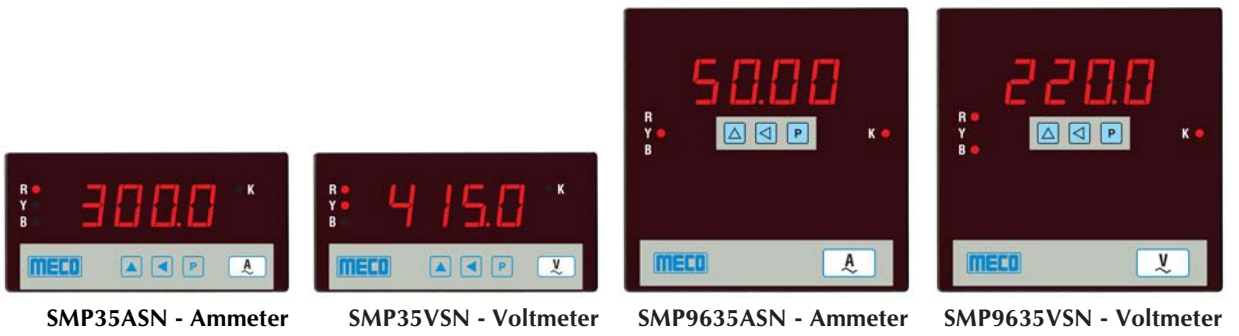 300.0
R
Y
B
K
MECO
P
A
SMP35ASN - Ammeter
415.0
R
Y
B
K
MECO
P
V
SMP35VSN - Voltmeter
50.00
R
Y
B
P
K
MECO
A
SMP9635ASN - Ammeter
220.0
R
Y
B
P
K
MECO
V
SMP9635VSN - Voltmeter